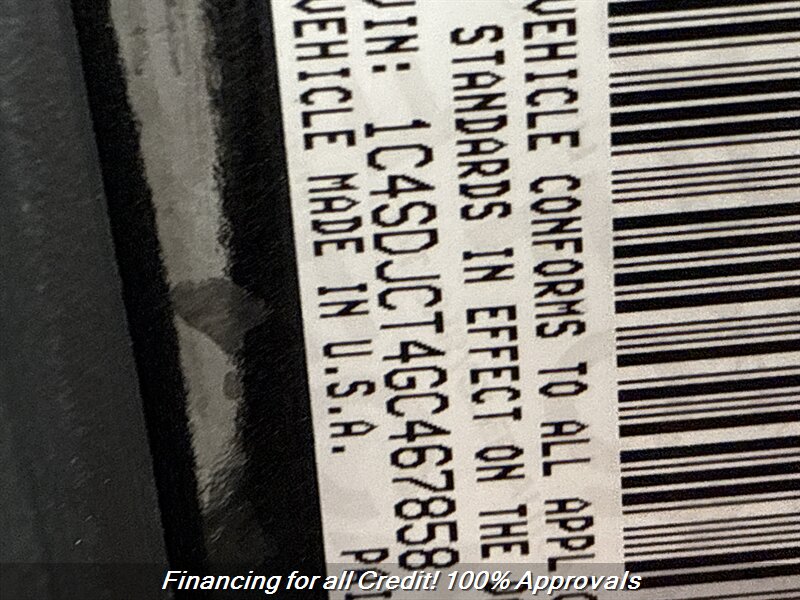 VEHICLE CONFORMS TO ALL APPLIC
STANDARDS IN EFFECT ON THE
VIN: 1C4SDJCT4GC467858
VEHICLE MADE IN U.S.A.
Financing for all Credit! 100% Approvals